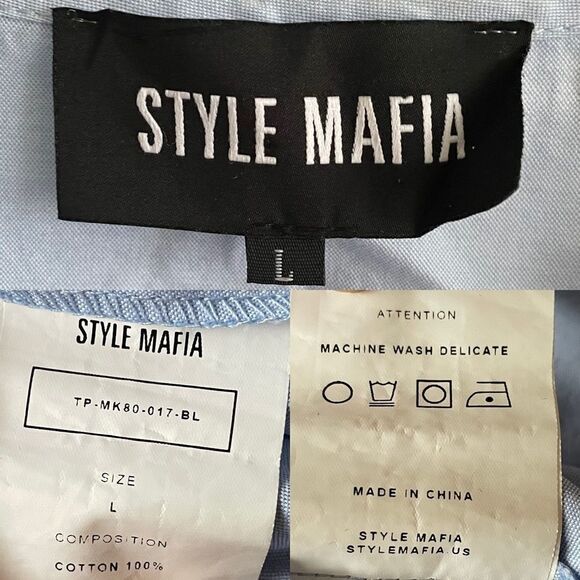 STYLE MAFIA
L
STYLE MAFIA
TP-MK80-017-BL
SIZE
L
COMPOSITION
COTTON 100%
ATTENTION
MACHINE WASH DELICATE
MADE IN CHINA
STYLE MAFIA
STYLEMAFIA.US